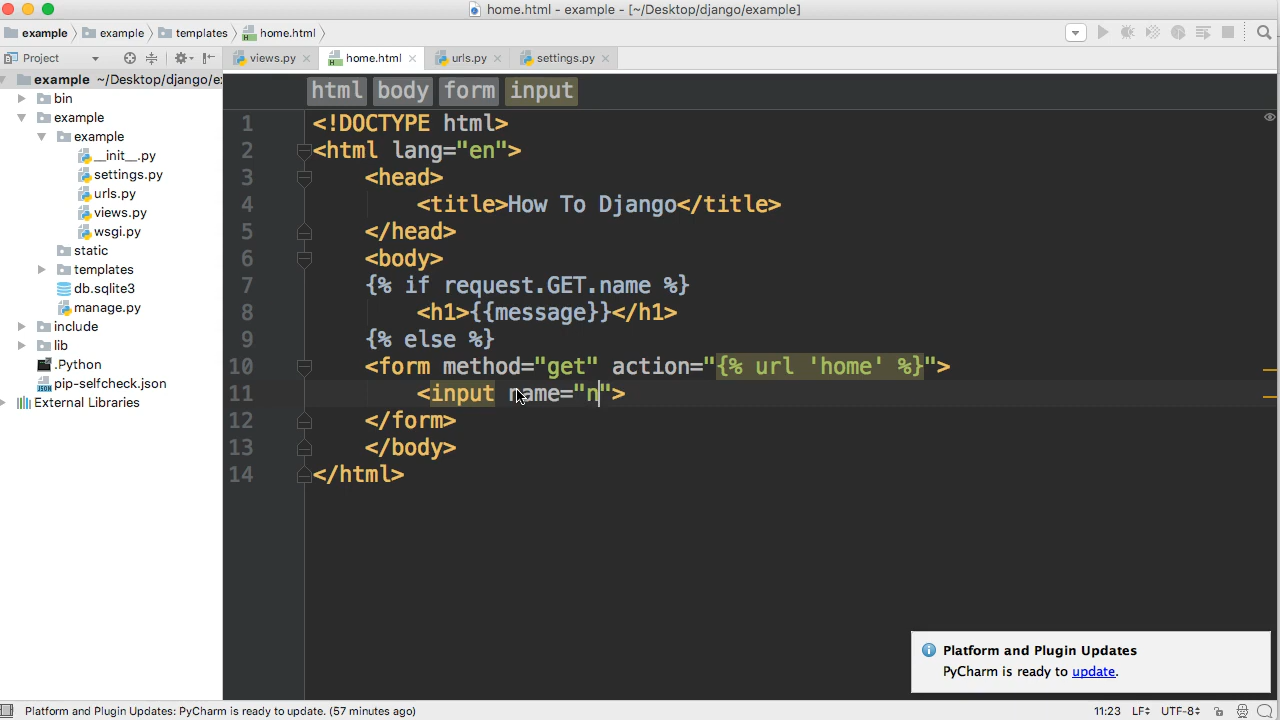 home.html - example - [~/Desktop/django/example]
example example templates home.html
Project views.py home.html urls.py settings.py
example ~/Desktop/django/e
html body form input
bin
example
example
__init__.py
settings.py
urls.py
views.py
wsgi.py
static
templates
db.sqlite3
manage.py
include
lib
.Python
pip-selfcheck.json
External Libraries
1 <!DOCTYPE html>
2 <html lang="en">
3 <head>
4 <title>How To Django</title>
5 </head>
6 <body>
7 {% if request.GET.name %}
8 <h1>{{message}}</h1>
9 {% else %}
10 <form method="get" action="{% url 'home' %}">
11 <input name="n">
12 </form>
13 </body>
14 </html>
Platform and Plugin Updates
PyCharm is ready to update.
Platform and Plugin Updates: PyCharm is ready to update. (57 minutes ago) 11:23 LF UTF-8